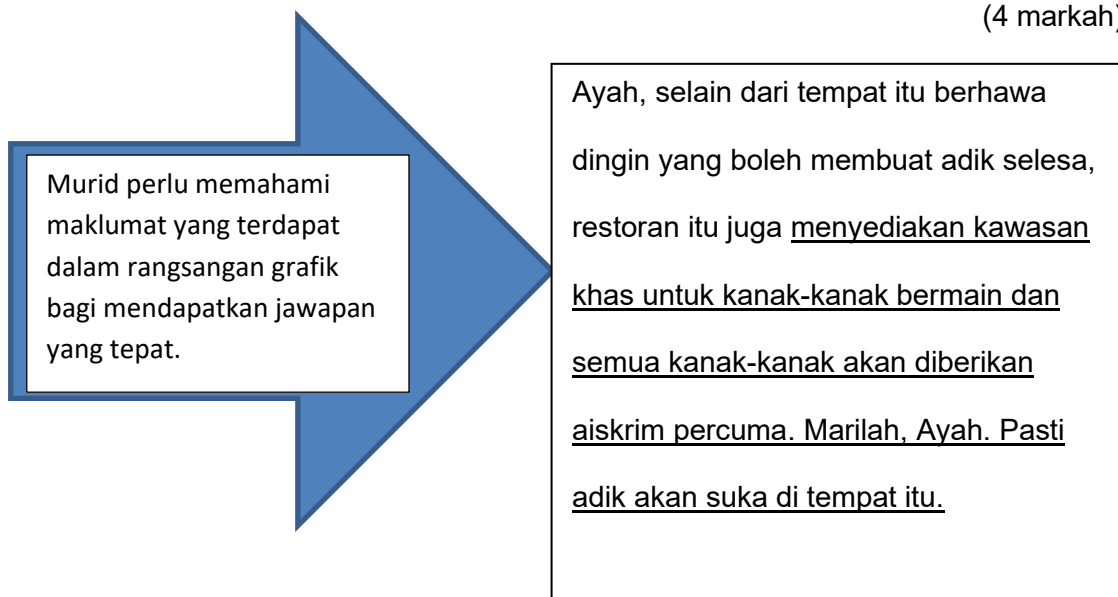 (4 markah)
Murid perlu memahami
maklumat yang terdapat
dalam rangsangan grafik
bagi mendapatkan jawapan
yang tepat.
Ayah, selain dari tempat itu berhawa
dingin yang boleh membuat adik selesa,
restoran itu juga menyediakan kawasan
khas untuk kanak-kanak bermain dan
semua kanak-kanak akan diberikan
aiskrim percuma. Marilah, Ayah. Pasti
adik akan suka di tempat itu.